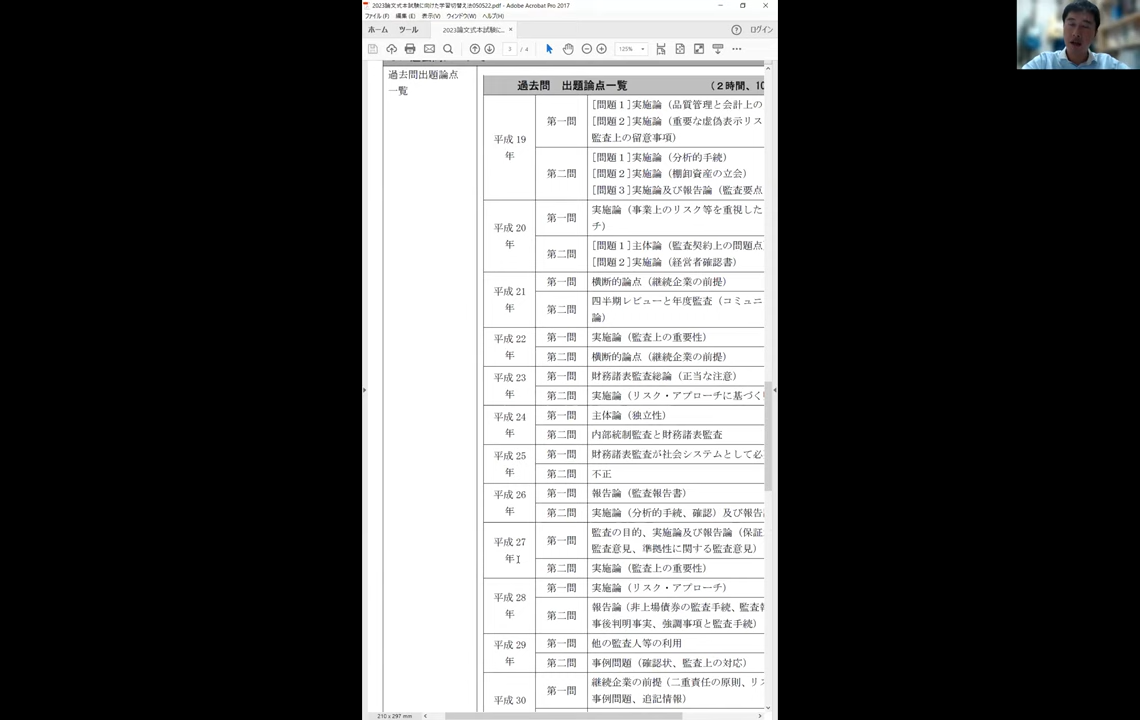 2023論文式本試験に向けた学習切替え法050522.pdf - Adobe Acrobat Pro 2017
ファイル(F) 編集(E) 表示(V) ウィンドウ(W) ヘルプ(H)
ホーム ツール 2023論文式本試験に... × ログイン
3 / 4 125%
過去問出題論点
一覧
過去問 出題論点一覧 (2時間、10
平成 19
年
第一問
[問題1]実施論(品質管理と会計上の
[問題2]実施論(重要な虚偽表示リス
監査上の留意事項)
第二問
[問題1]実施論(分析的手続)
[問題2]実施論(棚卸資産の立会)
[問題3]実施論及び報告論(監査要点
平成 20
年
第一問
実施論(事業上のリスク等を重視した
チ)
第二問
[問題1]主体論(監査契約上の問題点
[問題2]実施論(経営者確認書)
平成 21
年
第一問 横断的論点(継続企業の前提)
第二問
四半期レビューと年度監査(コミュニ
論)
平成 22
年
第一問 実施論(監査上の重要性)
第二問 横断的論点(継続企業の前提)
平成 23
年
第一問 財務諸表監査総論(正当な注意)
第二問 実施論(リスク・アプローチに基づく
平成 24
年
第一問 主体論(独立性)
第二問 内部統制監査と財務諸表監査
平成 25
年
第一問 財務諸表監査が社会システムとして必
第二問 不正
平成 26
年
第一問 報告論(監査報告書)
第二問 実施論(分析的手続、確認)及び報告
平成 27
年
第一問
監査の目的、実施論及び報告論(保証
監査意見、準拠性に関する監査意見)
第二問 実施論(監査上の重要性)
平成 28
年
第一問 実施論(リスク・アプローチ)
第二問
報告論(非上場債券の監査手続、監査
事後判明事実、強調事項と監査手続)
平成 29
年
第一問 他の監査人等の利用
第二問 事例問題(確認状、監査上の対応)
平成 30
第一問
継続企業の前提(二重責任の原則、リス
事例問題、追記情報)
210 x 297 mm